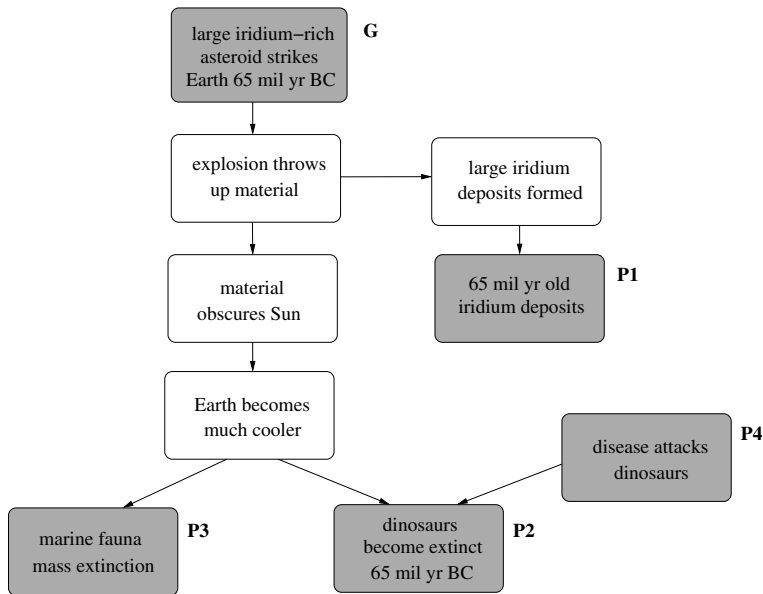 large iridium−rich
asteroid strikes
Earth 65 mil yr BC
G
explosion throws
up material
large iridium
deposits formed
material
obscures Sun
65 mil yr old
iridium deposits
P1
Earth becomes
much cooler
disease attacks
dinosaurs
P4
marine fauna
mass extinction
P3
dinosaurs
become extinct
65 mil yr BC
P2